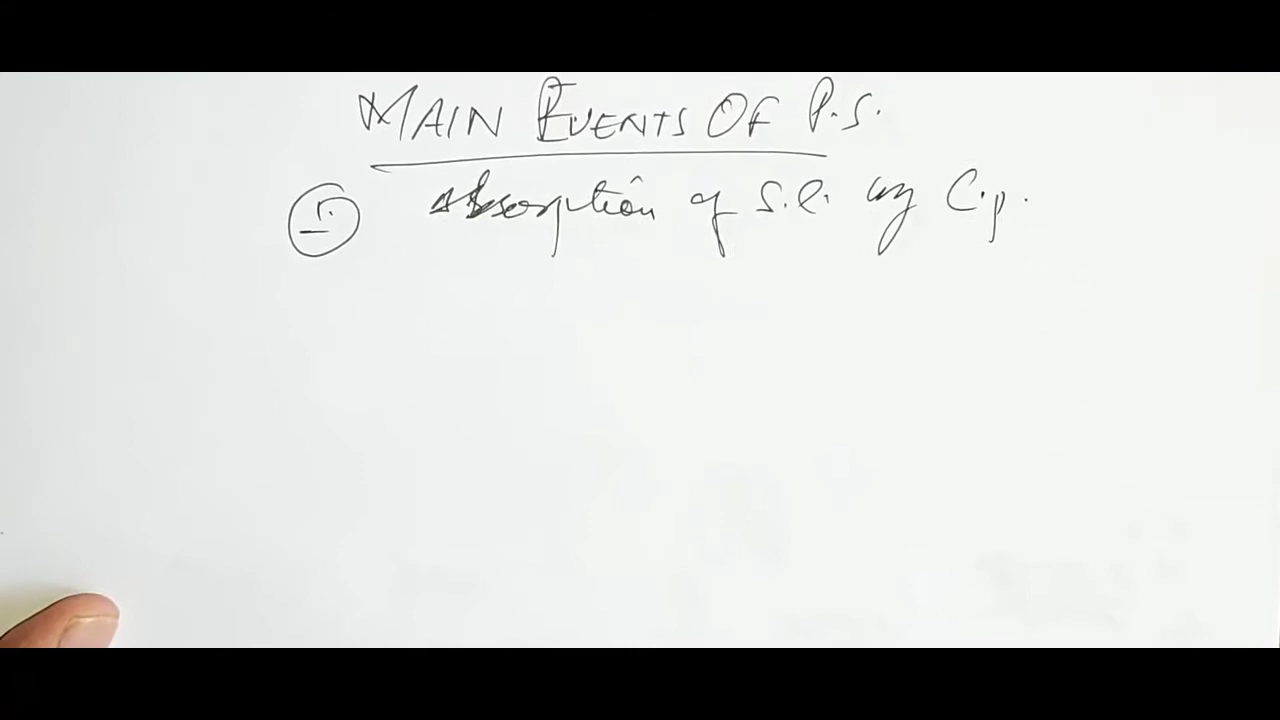 MAIN EVENTS OF P.S.
1. Absorption of S.l. by C.p.